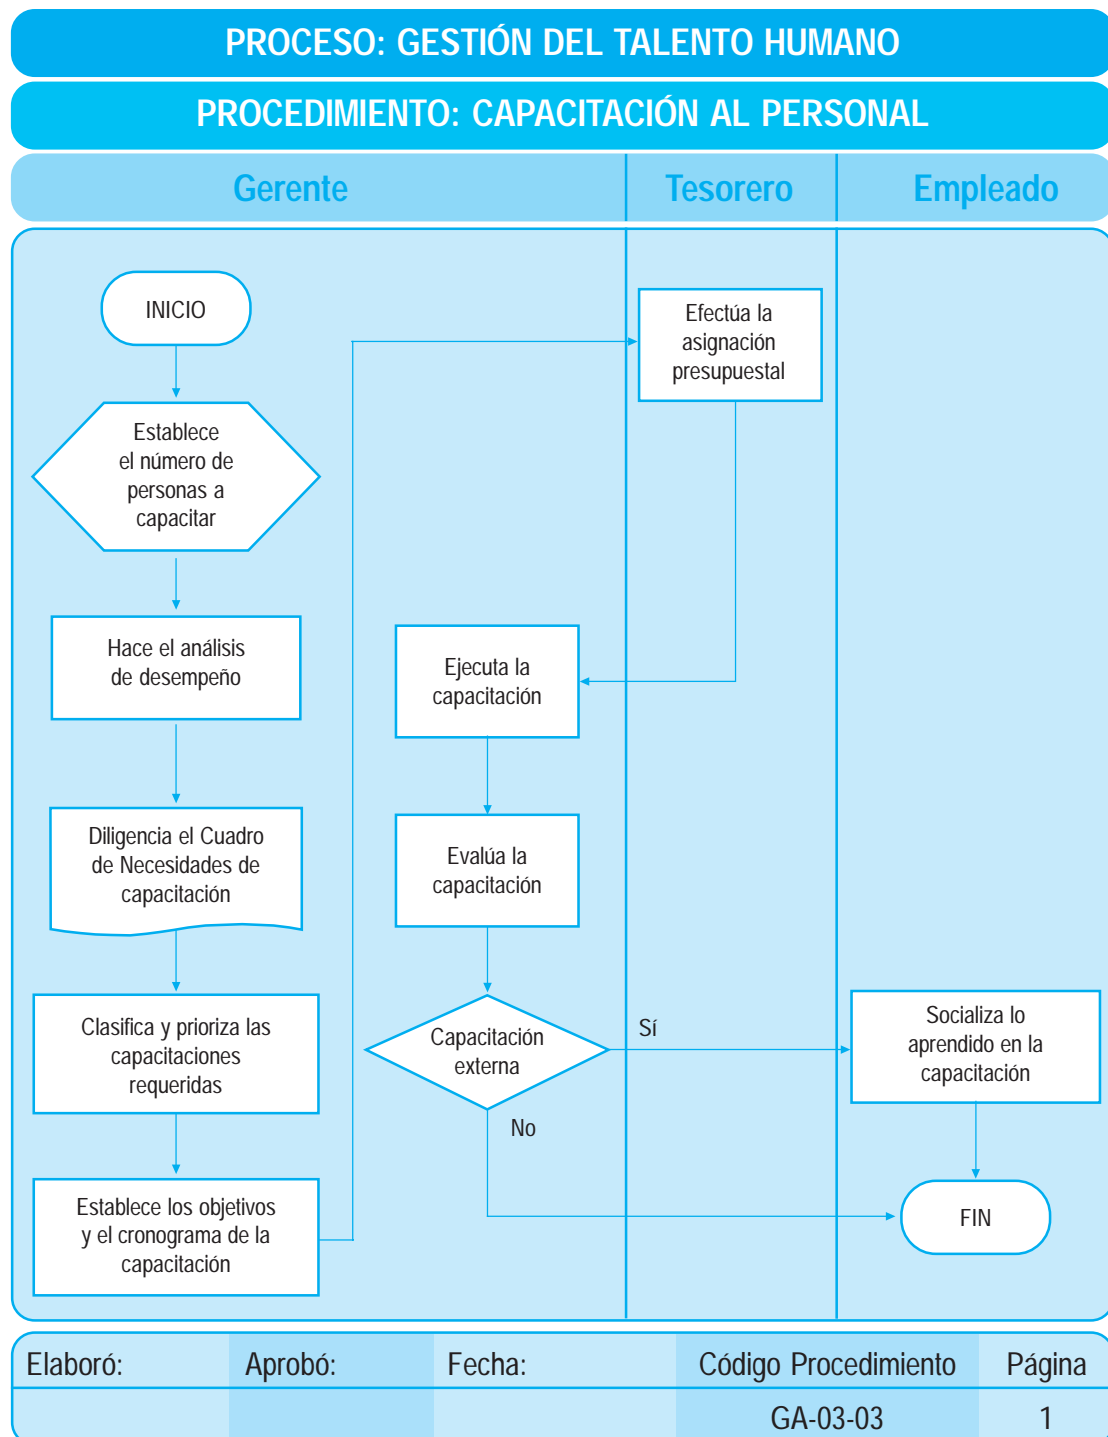 PROCESO: GESTIÓN DEL TALENTO HUMANO
PROCEDIMIENTO: CAPACITACIÓN AL PERSONAL
Gerente
Tesorero
Empleado
INICIO
Establece
el número de
personas a
capacitar
Hace el análisis
de desempeño
Diligencia el Cuadro
de Necesidades de
capacitación
Clasifica y prioriza las
capacitaciones
requeridas
Establece los objetivos
y el cronograma de la
capacitación
Efectúa la
asignación
presupuestal
Ejecuta la
capacitación
Evalúa la
capacitación
Capacitación
externa
Sí
No
Socializa lo
aprendido en la
capacitación
FIN
Elaboró:
Aprobó:
Fecha:
Código Procedimiento
Página
GA-03-03
1